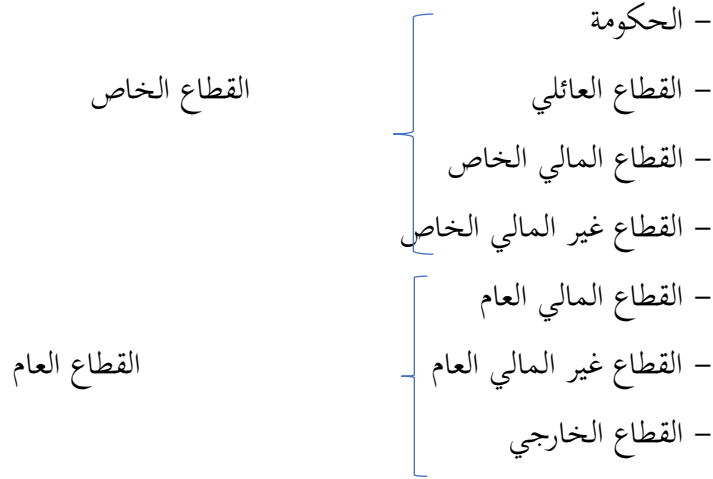 – الحكومة
– القطاع العائلي
القطاع الخاص
– القطاع المالي الخاص
– القطاع غير المالي الخاص
– القطاع المالي العام
– القطاع غير المالي العام
القطاع العام
– القطاع الخارجي